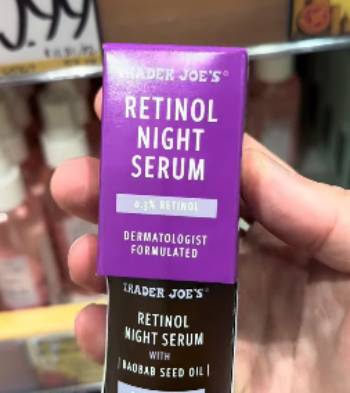 .99
TRADER JOE'S®
RETINOL
NIGHT
SERUM
0.3% RETINOL
DERMATOLOGIST
FORMULATED
TRADER JOE'S®
RETINOL
NIGHT SERUM
WITH
BAOBAB SEED OIL